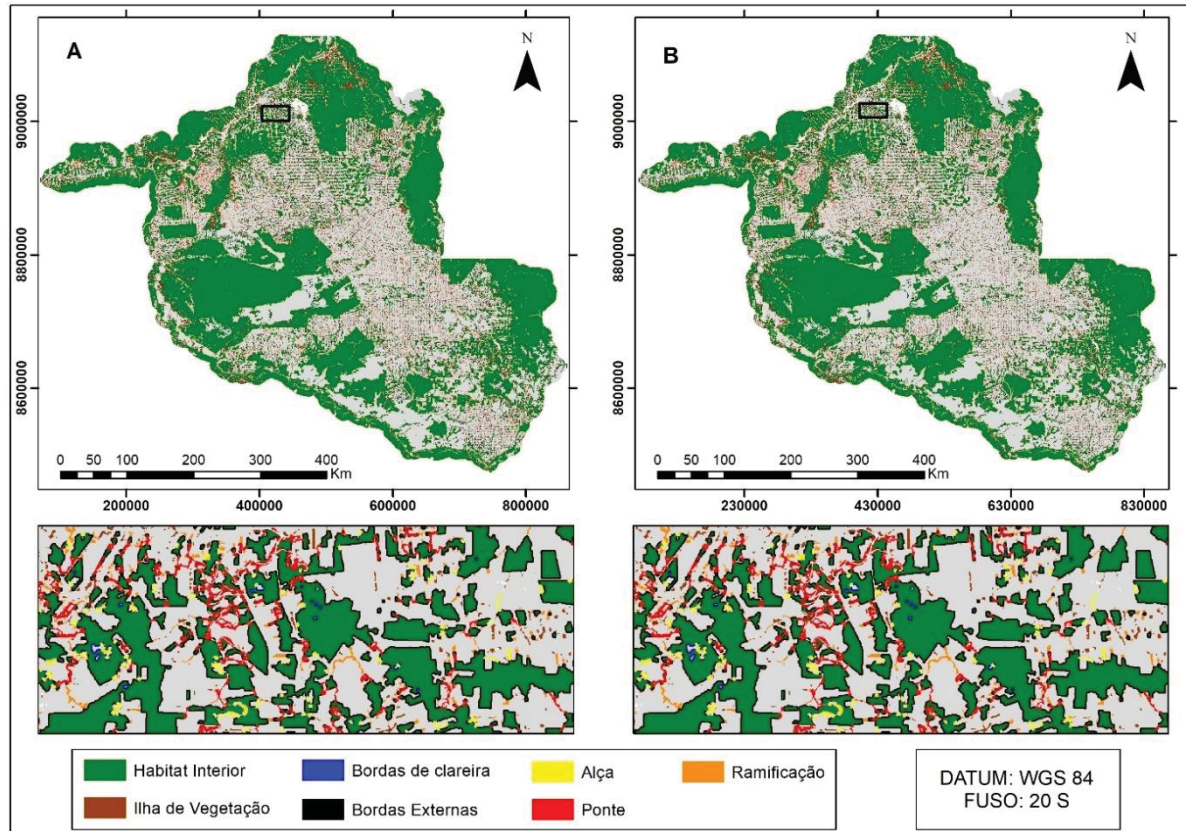 A
N
B
N
9000000
8800000
8600000
0 50 100 200 300 400
Km
0 50 100 200 300 400
Km
200000 400000 600000 800000
230000 430000 630000 830000
Habitat Interior
Bordas de clareira
Alça
Ramificação
Ilha de Vegetação
Bordas Externas
Ponte
DATUM: WGS 84
FUSO: 20 S